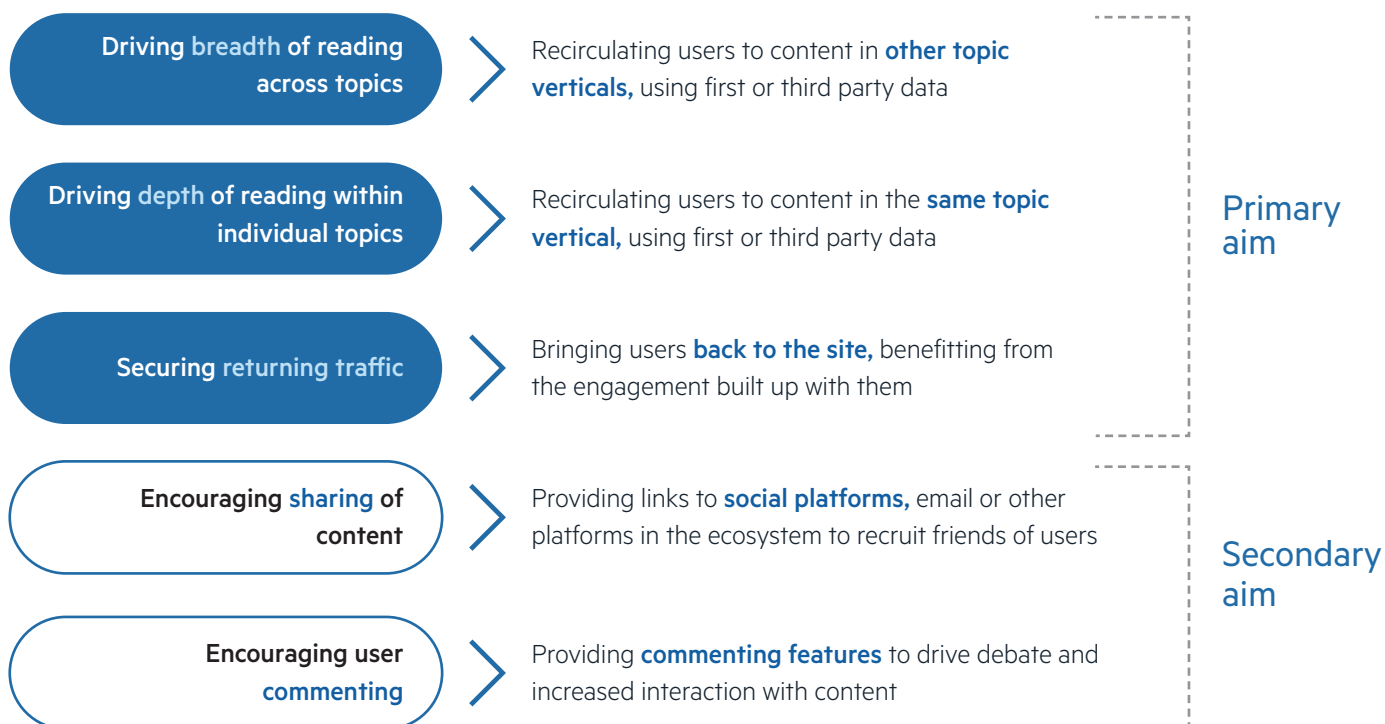 Driving breadth of reading
across topics
Recirculating users to content in other topic
verticals, using first or third party data
Driving depth of reading within
individual topics
Recirculating users to content in the same topic
vertical, using first or third party data
Primary
aim
Securing returning traffic
Bringing users back to the site, benefitting from
the engagement built up with them
Encouraging sharing of
content
Providing links to social platforms, email or other
platforms in the ecosystem to recruit friends of users
Secondary
aim
Encouraging user
commenting
Providing commenting features to drive debate and
increased interaction with content